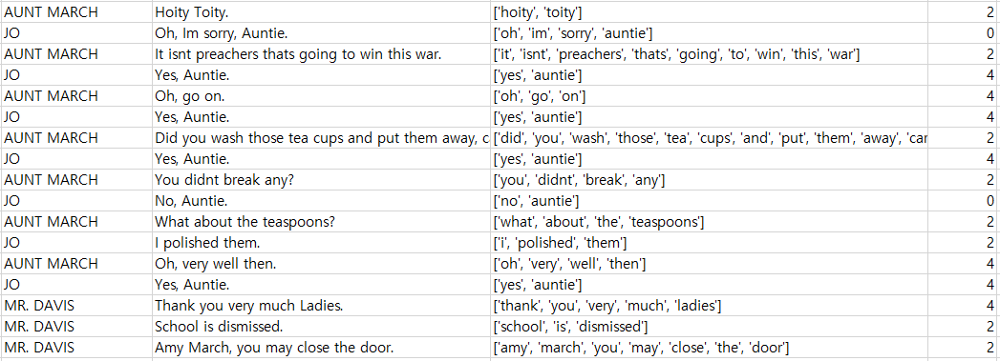 AUNT MARCH Hoity Toity. ['hoity', 'toity'] 2
JO Oh, Im sorry, Auntie. ['oh', 'im', 'sorry', 'auntie'] 0
AUNT MARCH It isnt preachers thats going to win this war. ['it', 'isnt', 'preachers', 'thats', 'going', 'to', 'win', 'this', 'war'] 2
JO Yes, Auntie. ['yes', 'auntie'] 4
AUNT MARCH Oh, go on. ['oh', 'go', 'on'] 4
JO Yes, Auntie. ['yes', 'auntie'] 4
AUNT MARCH Did you wash those tea cups and put them away, c ['did', 'you', 'wash', 'those', 'tea', 'cups', 'and', 'put', 'them', 'away', 'car 2
JO Yes, Auntie. ['yes', 'auntie'] 4
AUNT MARCH You didnt break any? ['you', 'didnt', 'break', 'any'] 2
JO No, Auntie. ['no', 'auntie'] 0
AUNT MARCH What about the teaspoons? ['what', 'about', 'the', 'teaspoons'] 2
JO I polished them. ['i', 'polished', 'them'] 2
AUNT MARCH Oh, very well then. ['oh', 'very', 'well', 'then'] 4
JO Yes, Auntie. ['yes', 'auntie'] 4
MR. DAVIS Thank you very much Ladies. ['thank', 'you', 'very', 'much', 'ladies'] 4
MR. DAVIS School is dismissed. ['school', 'is', 'dismissed'] 2
MR. DAVIS Amy March, you may close the door. ['amy', 'march', 'you', 'may', 'close', 'the', 'door'] 2